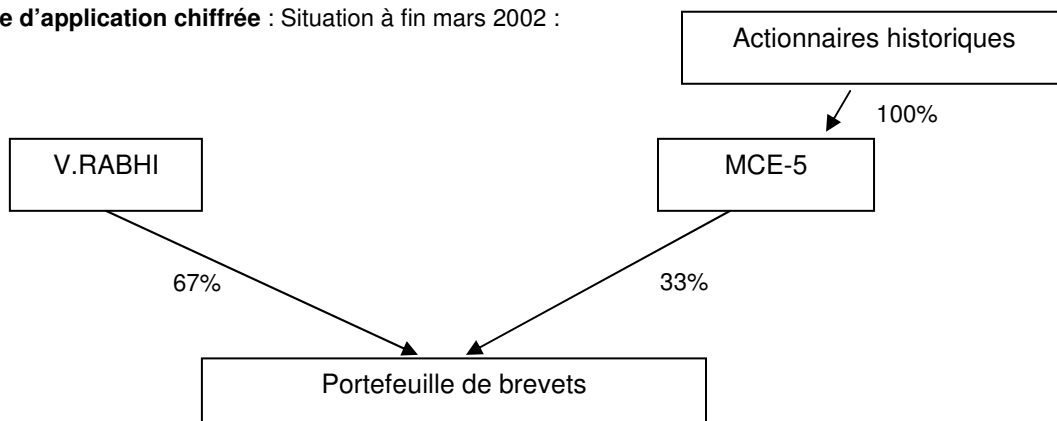 e d’application chiffrée : Situation à fin mars 2002 :
Actionnaires historiques
100%
V.RABHI
MCE-5
67%
33%
Portefeuille de brevets